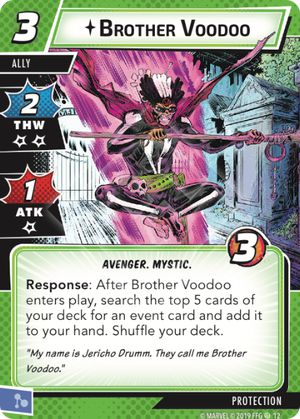 3
BROTHER VOODOO
ALLY
2
THW
1
ATK
3
AVENGER. MYSTIC.
Response: After Brother Voodoo
enters play, search the top 5 cards of
your deck for an event card and add it
to your hand. Shuffle your deck.
"My name is Jericho Drumm. They call me Brother
Voodoo."
PROTECTION
© MARVEL © 2019 FFG 12